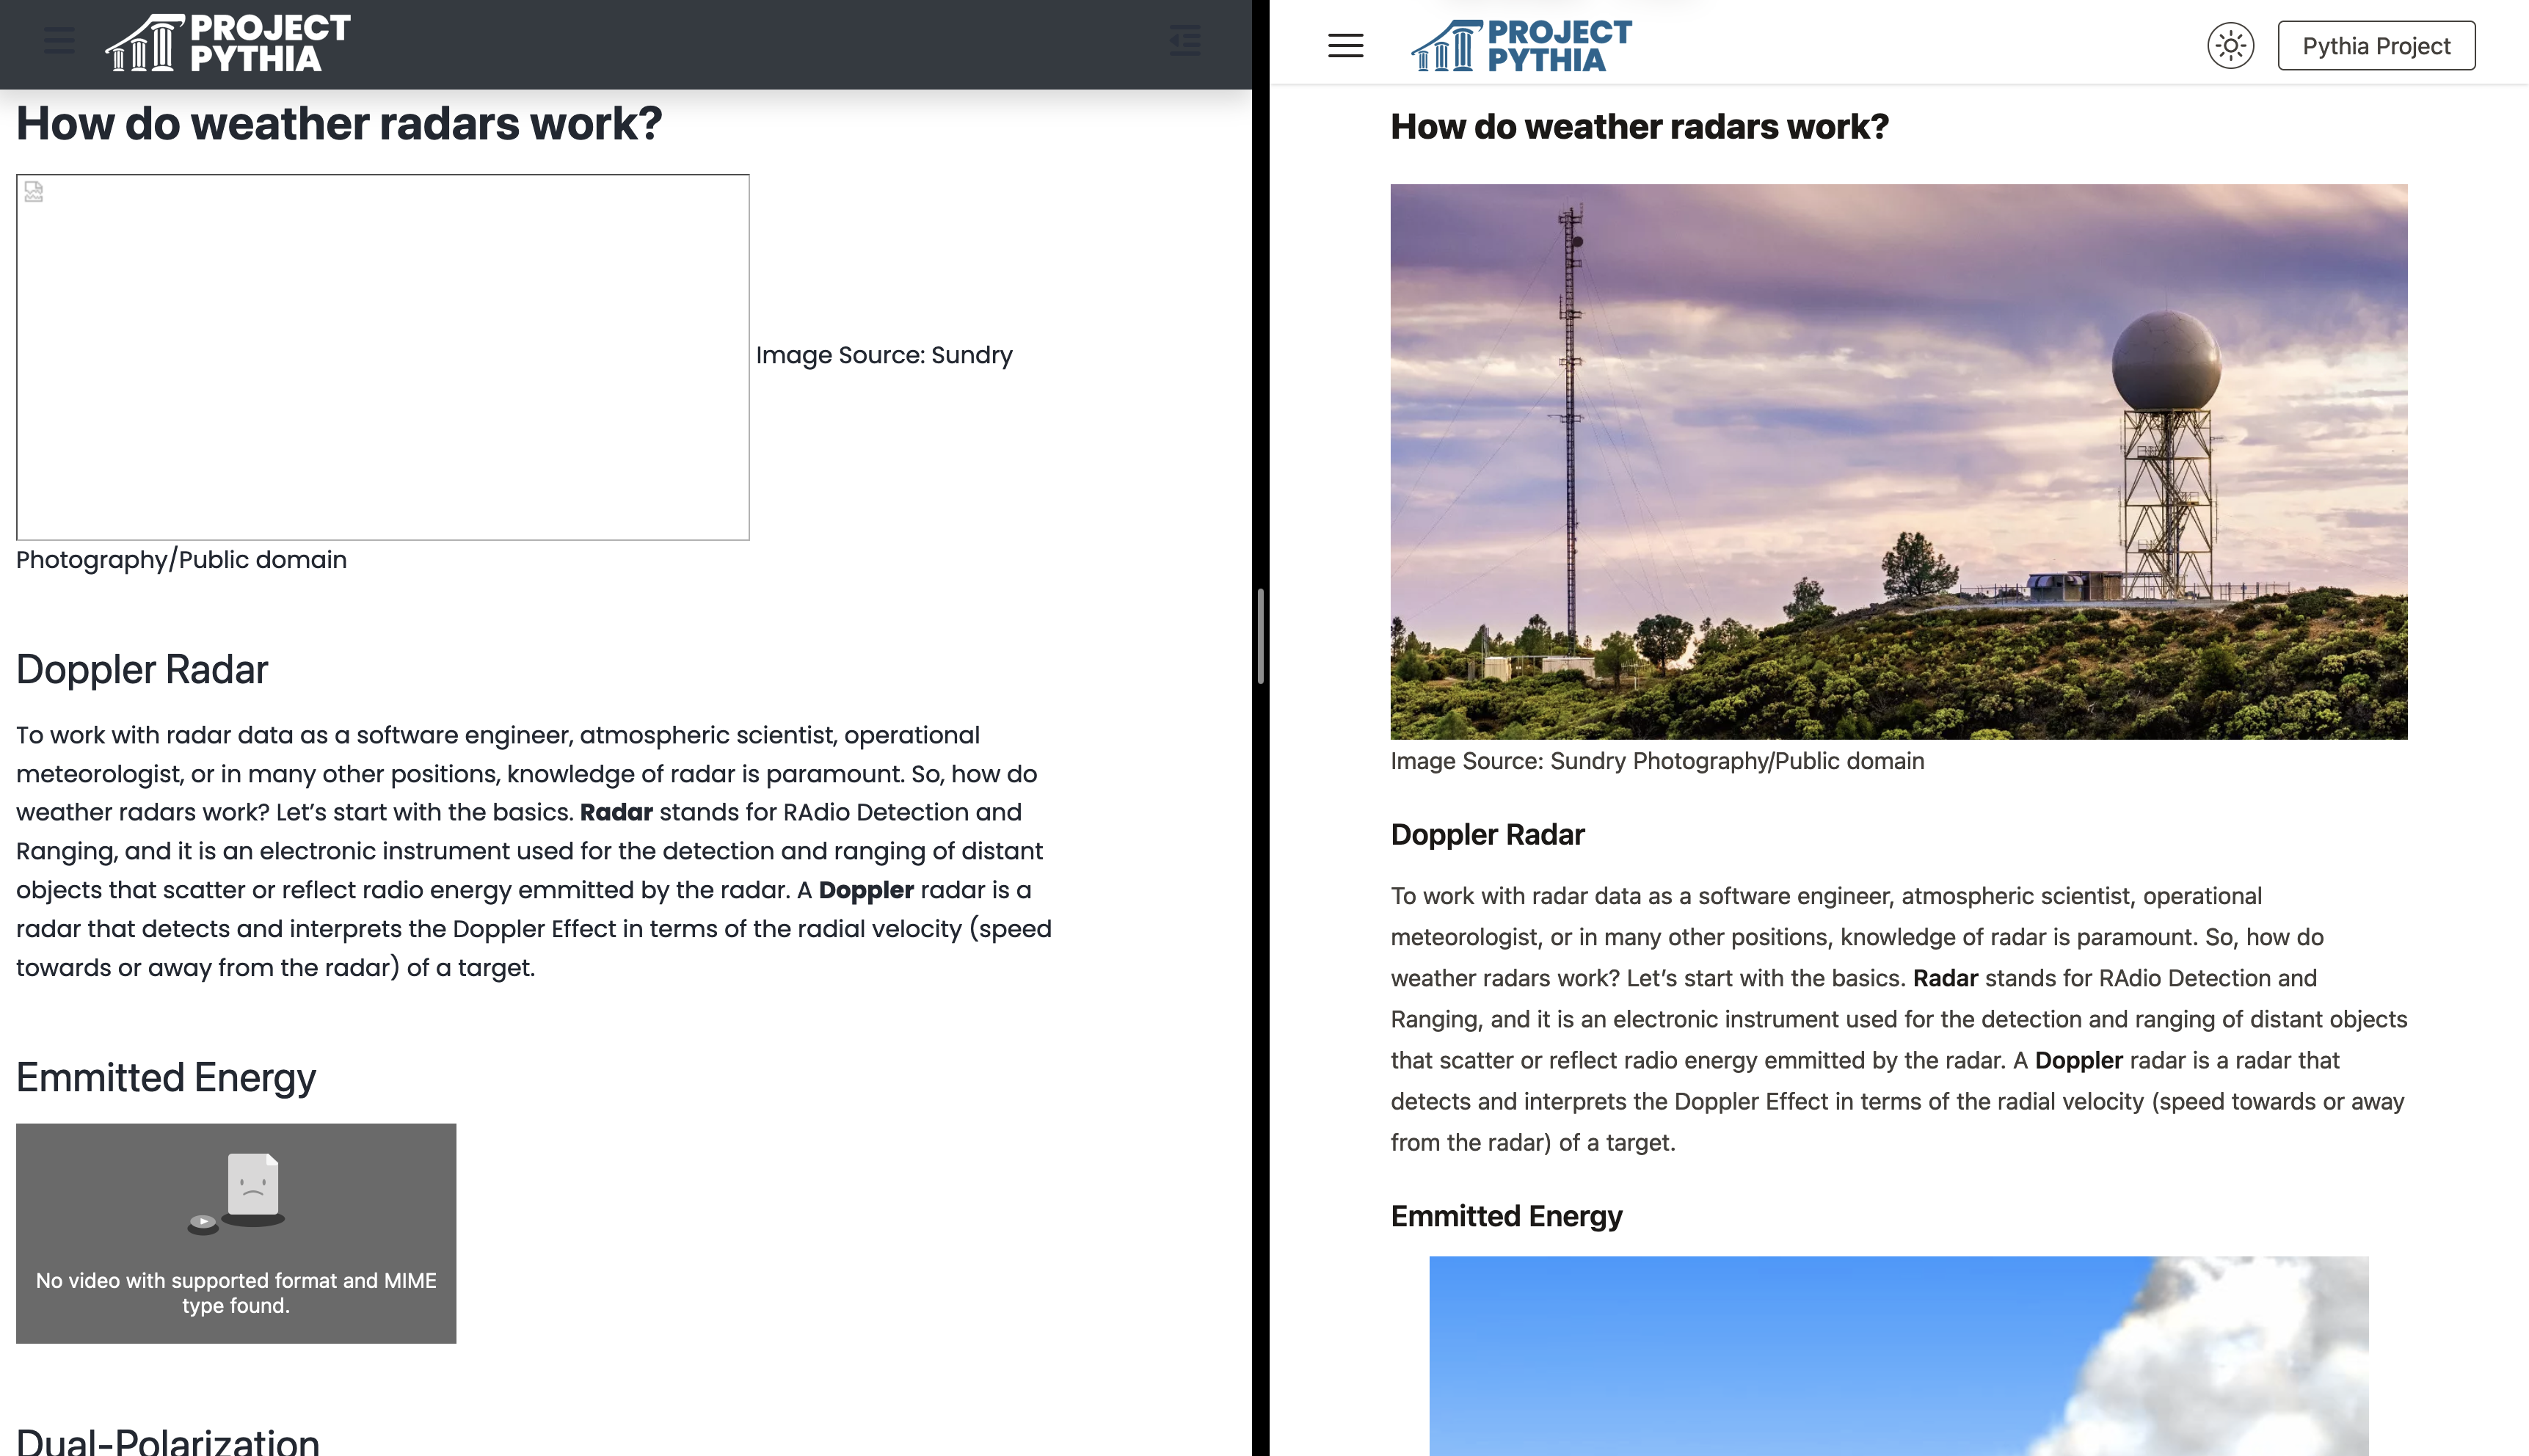 PROJECT
PYTHIA
How do weather radars work?
Image Source: Sundry
Photography/Public domain
Doppler Radar
To work with radar data as a software engineer, atmospheric scientist, operational
meteorologist, or in many other positions, knowledge of radar is paramount. So, how do
weather radars work? Let’s start with the basics. Radar stands for RAdio Detection and
Ranging, and it is an electronic instrument used for the detection and ranging of distant
objects that scatter or reflect radio energy emmitted by the radar. A Doppler radar is a
radar that detects and interprets the Doppler Effect in terms of the radial velocity (speed
towards or away from the radar) of a target.
Emmitted Energy
No video with supported format and MIME
type found.
Dual-Polarization
PROJECT
PYTHIA
Pythia Project
How do weather radars work?
Image Source: Sundry Photography/Public domain
Doppler Radar
To work with radar data as a software engineer, atmospheric scientist, operational
meteorologist, or in many other positions, knowledge of radar is paramount. So, how do
weather radars work? Let’s start with the basics. Radar stands for RAdio Detection and
Ranging, and it is an electronic instrument used for the detection and ranging of distant objects
that scatter or reflect radio energy emmitted by the radar. A Doppler radar is a radar that
detects and interprets the Doppler Effect in terms of the radial velocity (speed towards or away
from the radar) of a target.
Emmitted Energy